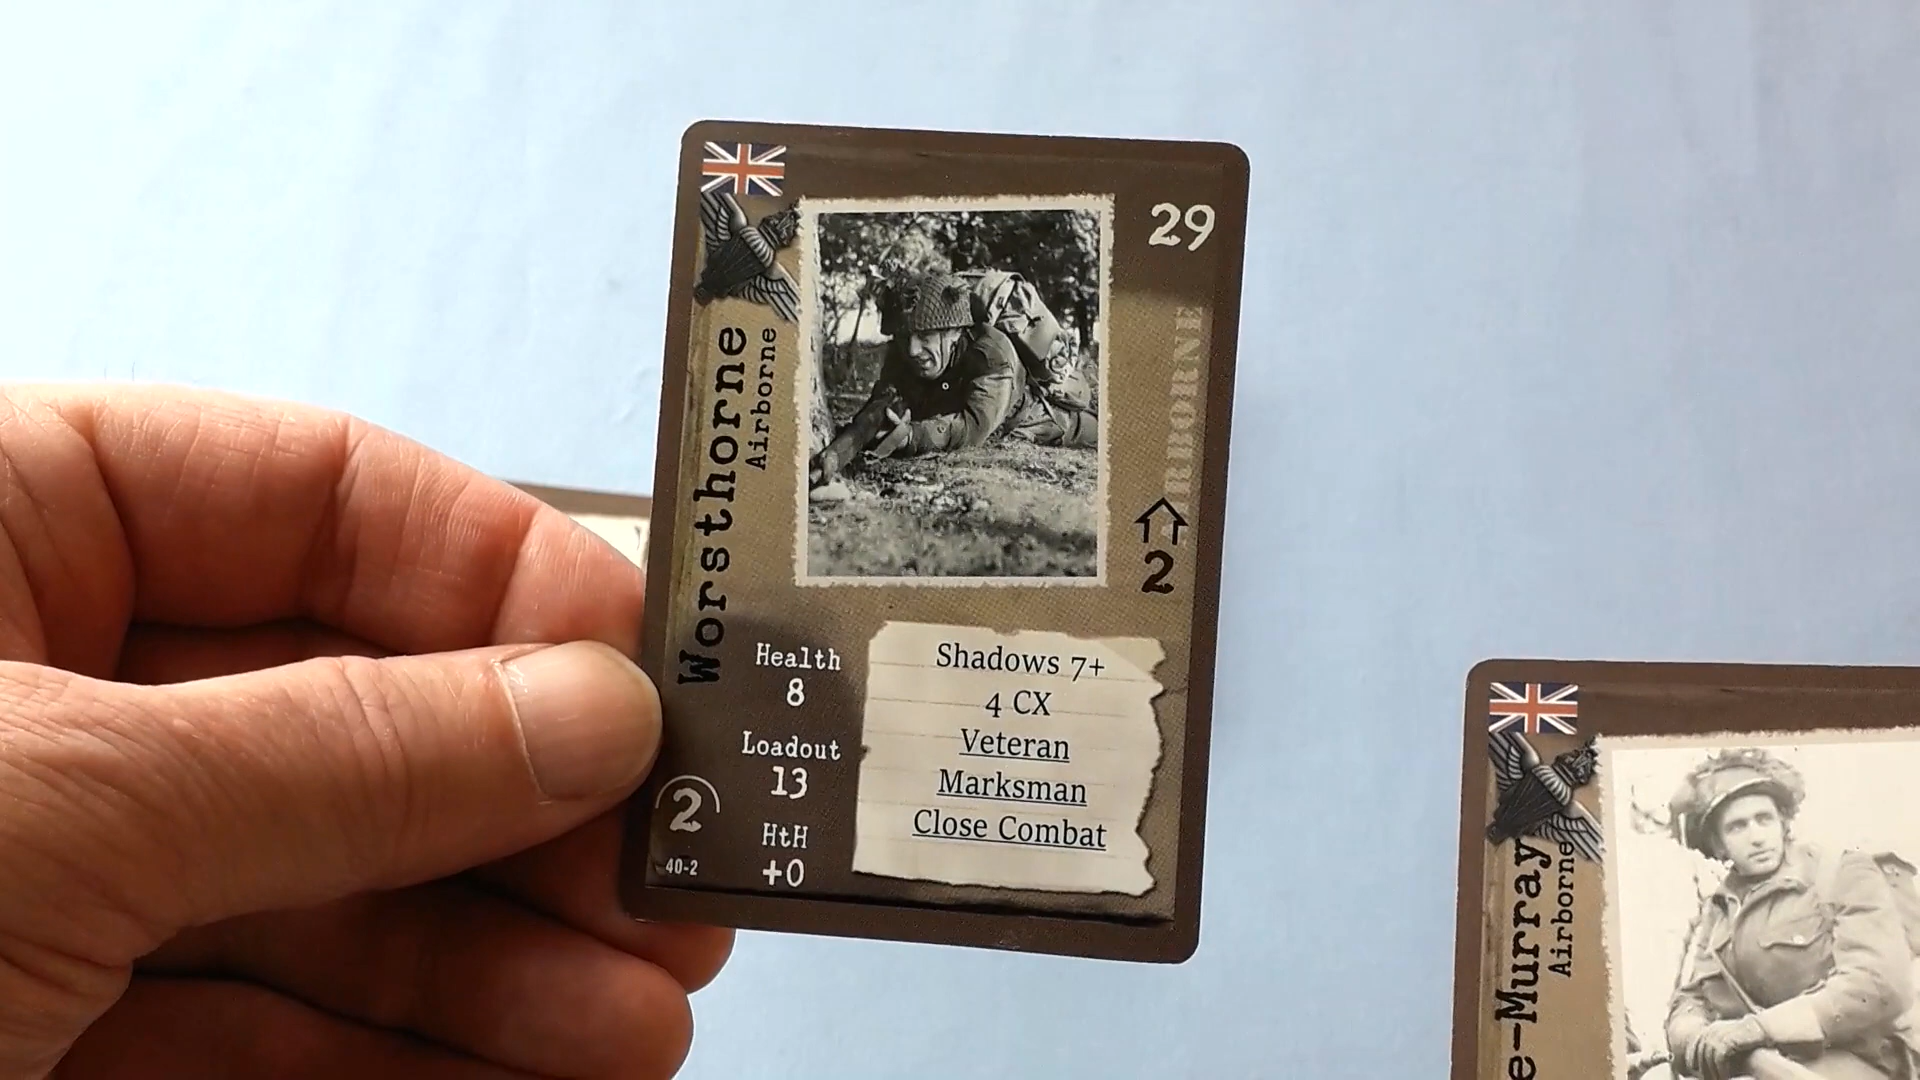 29
Worsthorne
Airborne
AIRBORNE
2
Health
8
Loadout
13
HtH
+0
2
40-2
Shadows 7+
4 CX
Veteran
Marksman
Close Combat
e-Murray
Airborne